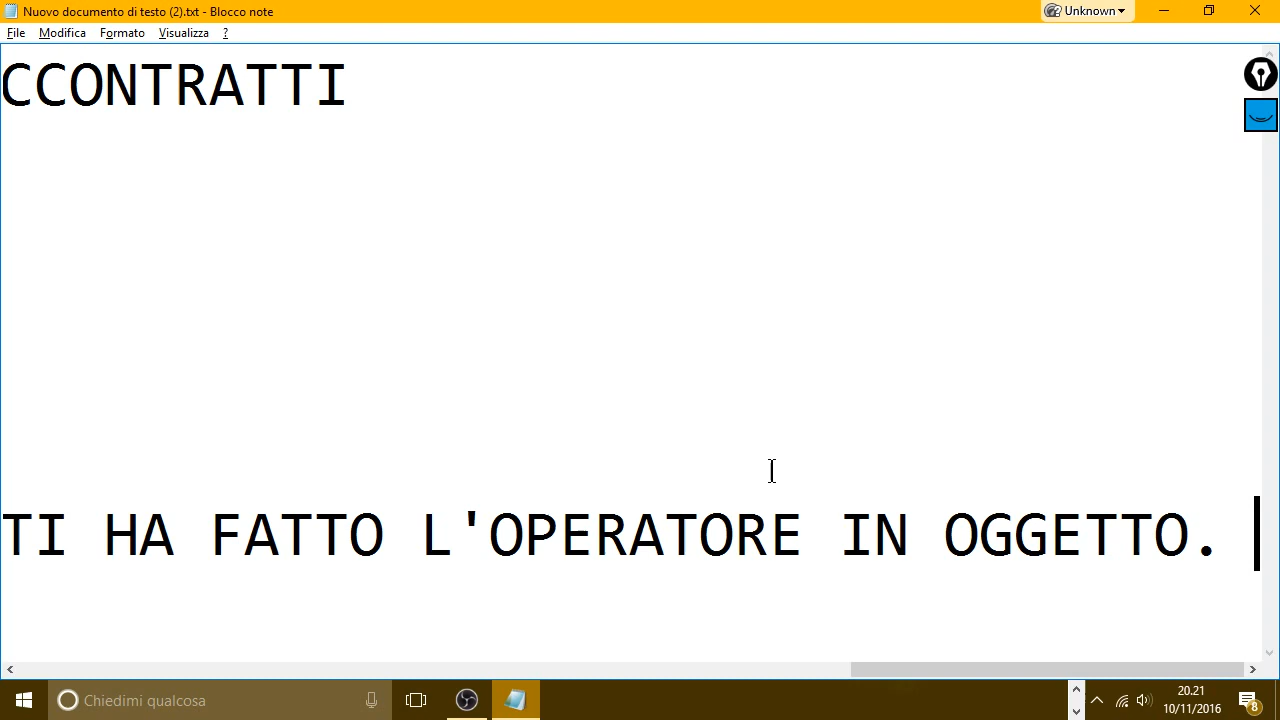 Nuovo documento di testo (2).txt - Blocco note
Unknown
File Modifica Formato Visualizza ?
CCONTRATTI
TI HA FATTO L'OPERATORE IN OGGETTO.
Chiedimi qualcosa
20.21
10/11/2016
8